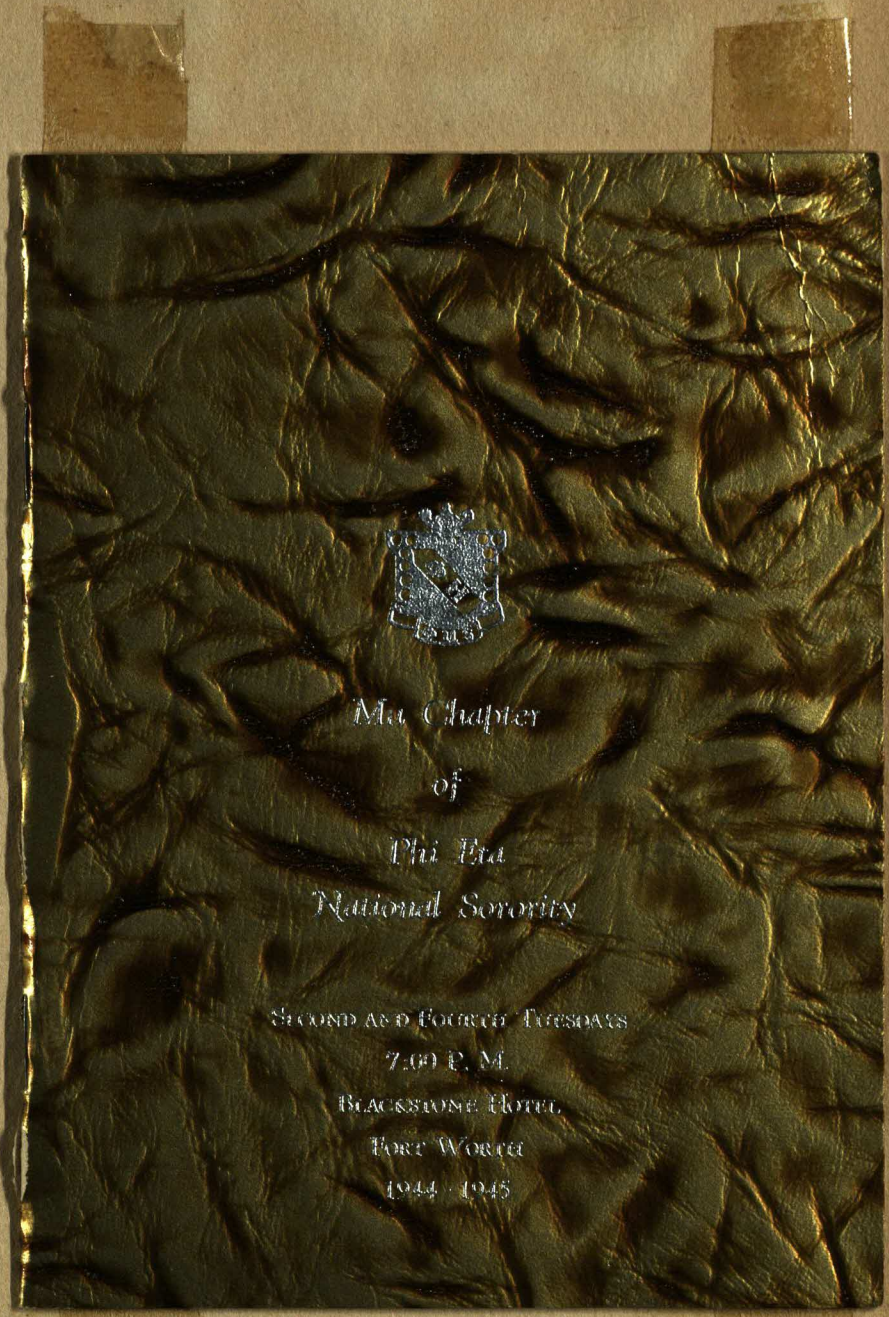 Mu Chapter
of
Phi Eta
National Sorority
SECOND AND FOURTH TUESDAYS
7:00 P. M.
BLACKSTONE HOTEL
FORT WORTH
1944 - 1945